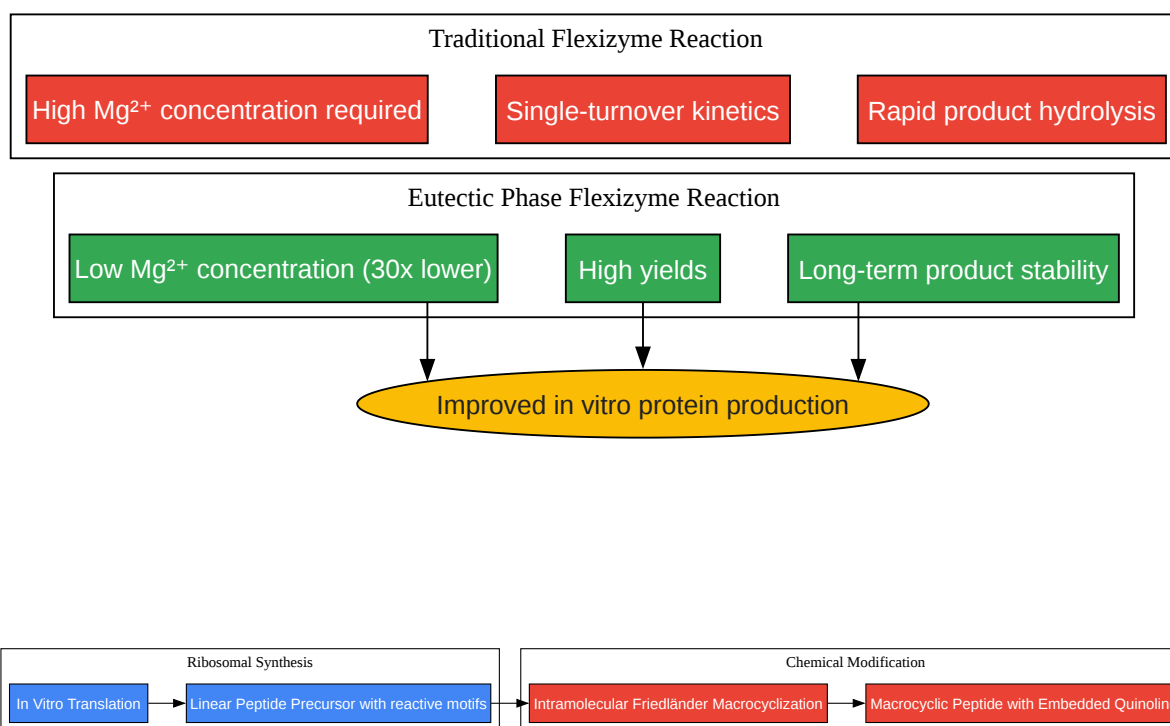 Traditional Flexizyme Reaction
High Mg²⁺ concentration required
Single-turnover kinetics
Rapid product hydrolysis
Eutectic Phase Flexizyme Reaction
Low Mg²⁺ concentration (30x lower)
High yields
Long-term product stability
Improved in vitro protein production
Ribosomal Synthesis
In Vitro Translation
Linear Peptide Precursor with reactive motifs
Chemical Modification
Intramolecular Friedländer Macrocyclization
Macrocyclic Peptide with Embedded Quinolin